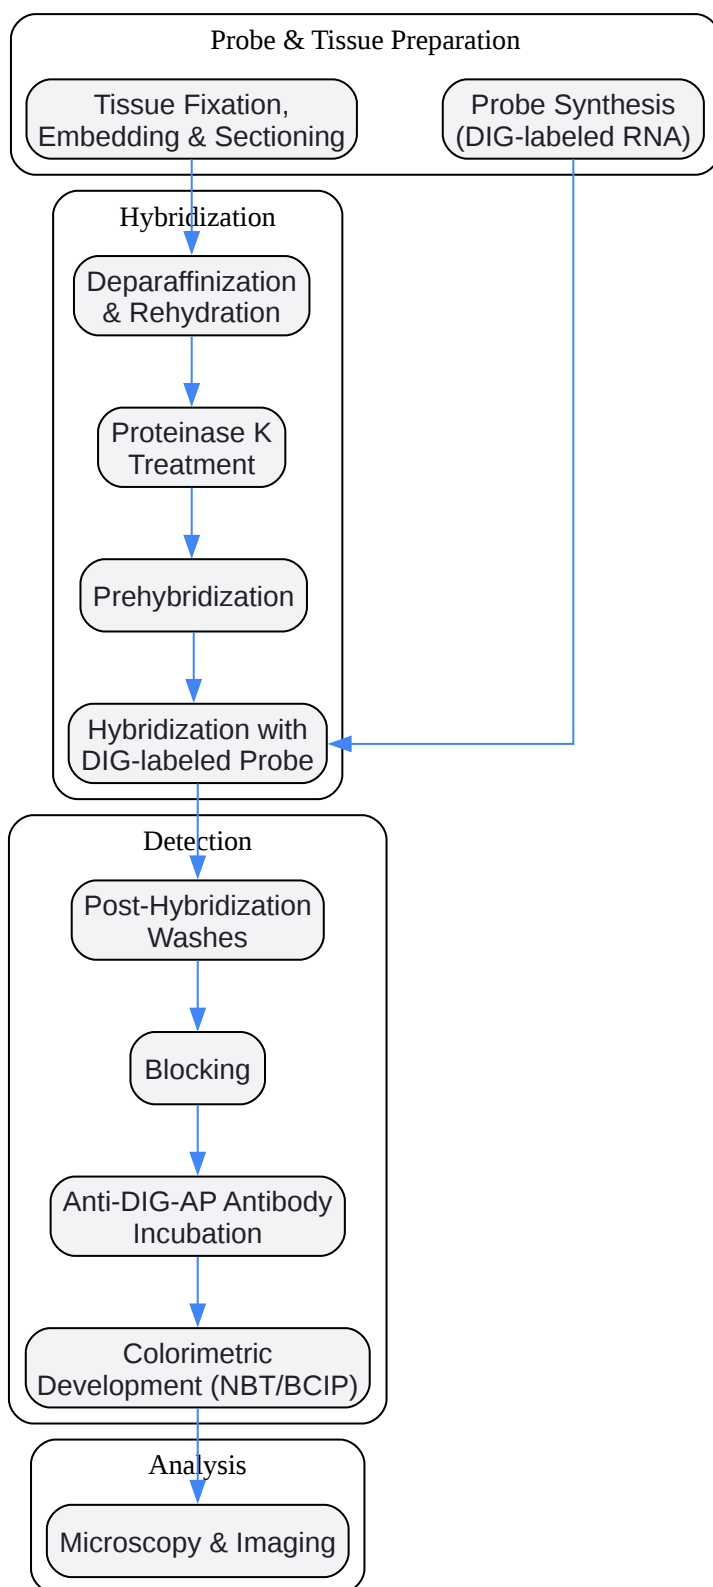 Probe & Tissue Preparation
Tissue Fixation,
Embedding & Sectioning
Probe Synthesis
(DIG-labeled RNA)
Hybridization
Deparaffinization
& Rehydration
Proteinase K
Treatment
Prehybridization
Hybridization with
DIG-labeled Probe
Detection
Post-Hybridization
Washes
Blocking
Anti-DIG-AP Antibody
Incubation
Colorimetric
Development (NBT/BCIP)
Analysis
Microscopy & Imaging